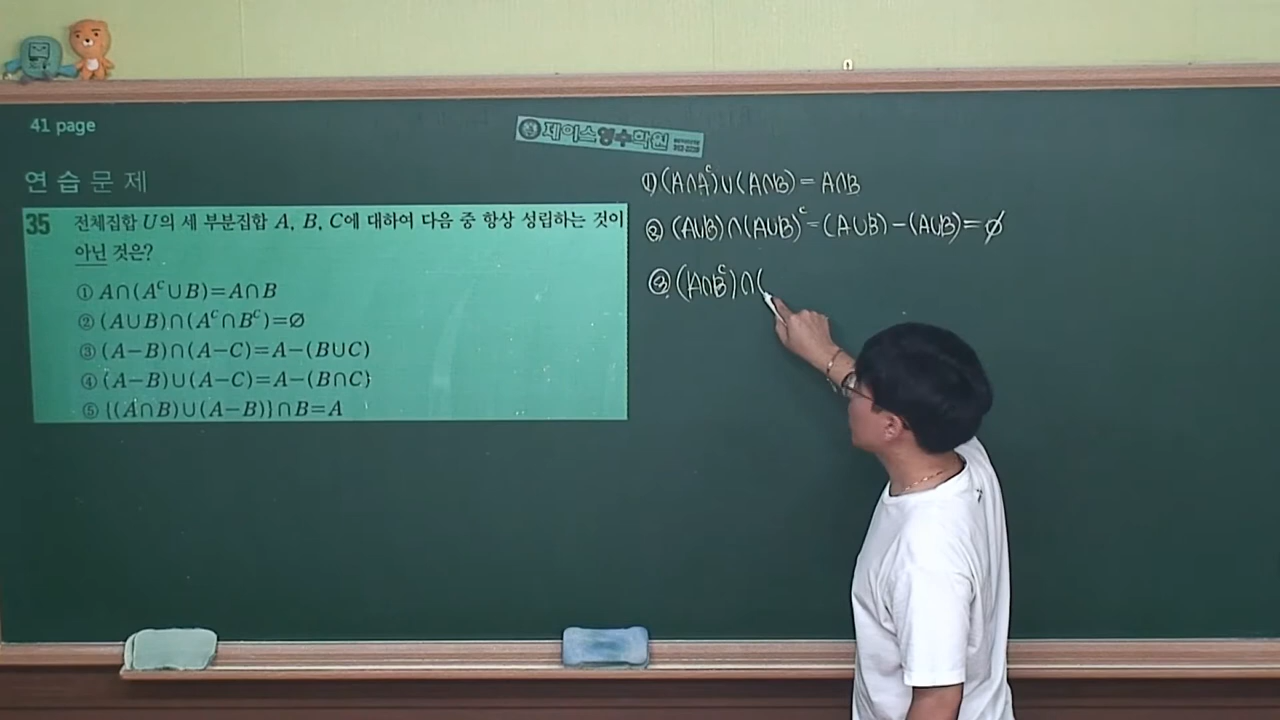 41 page
제이스영수학원
연습문제
35 전체집합 U의 세 부분집합 A, B, C에 대하여 다음 중 항상 성립하는 것이
아닌 것은?
① A∩(Aᶜ∪B)=A∩B
② (A∪B)∩(Aᶜ∩Bᶜ)=∅
③ (A−B)∩(A−C)=A−(B∪C)
④ (A−B)∪(A−C)=A−(B∩C)
⑤ {(A∩B)∪(A−B)}∩B=A
① (A∩Aᶜ)∪(A∩B)=A∩B
② (A∪B)∩(A∪B)ᶜ=(A∪B)−(A∪B)=∅
③ (A∩Bᶜ)∩(